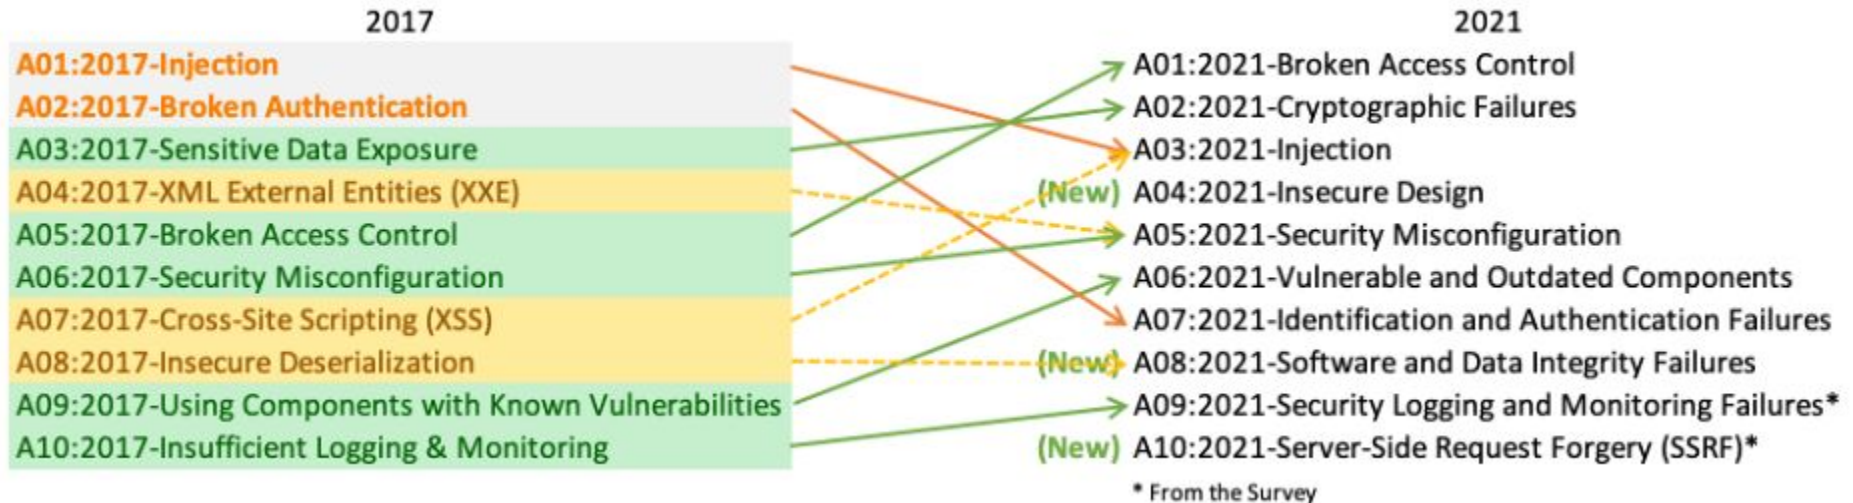 2017
A01:2017-Injection
A02:2017-Broken Authentication
A03:2017-Sensitive Data Exposure
A04:2017-XML External Entities (XXE)
A05:2017-Broken Access Control
A06:2017-Security Misconfiguration
A07:2017-Cross-Site Scripting (XSS)
A08:2017-Insecure Deserialization
A09:2017-Using Components with Known Vulnerabilities
A10:2017-Insufficient Logging & Monitoring
2021
A01:2021-Broken Access Control
A02:2021-Cryptographic Failures
A03:2021-Injection
(New) A04:2021-Insecure Design
A05:2021-Security Misconfiguration
A06:2021-Vulnerable and Outdated Components
A07:2021-Identification and Authentication Failures
(New) A08:2021-Software and Data Integrity Failures
A09:2021-Security Logging and Monitoring Failures*
(New) A10:2021-Server-Side Request Forgery (SSRF)*
* From the Survey